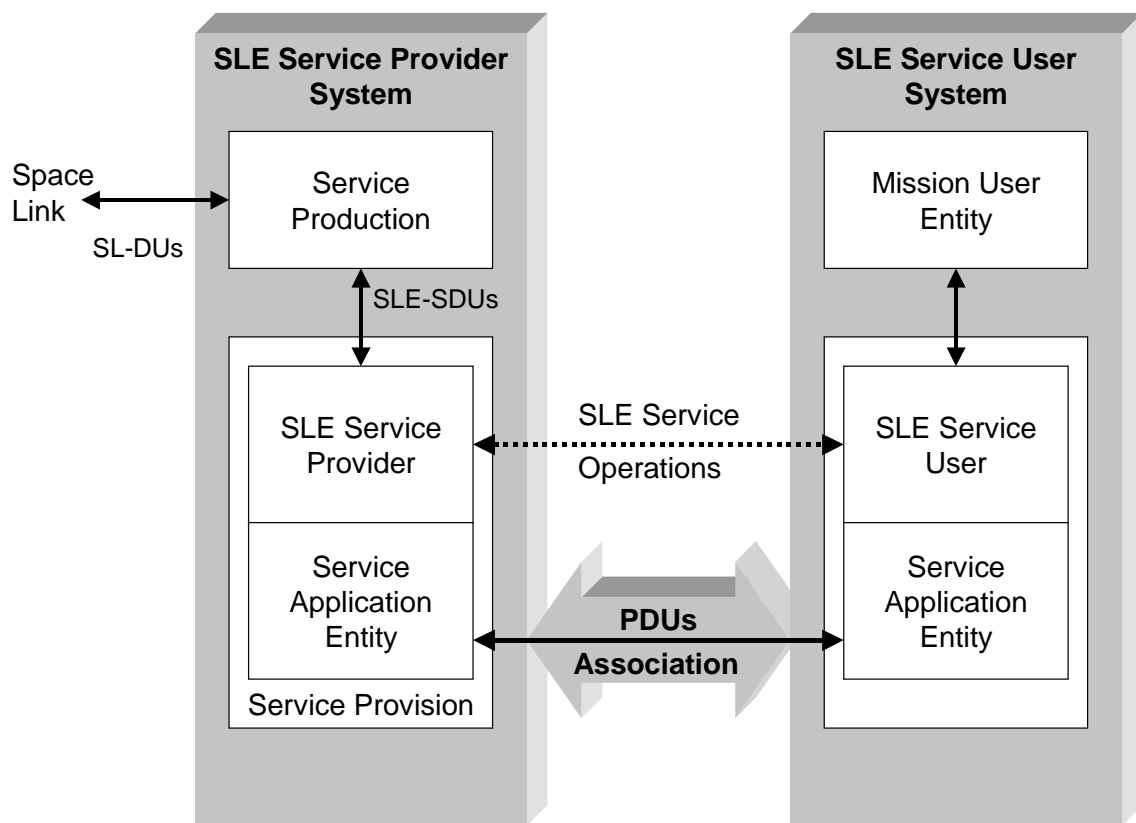 SLE Service Provider
System
SLE Service User
System
Space
Link
SL-DUs
Service
Production
Mission User
Entity
SLE-SDUs
SLE Service
Provider
SLE Service
Operations
SLE Service
User
Service
Application
Entity
PDUs
Association
Service
Application
Entity
Service Provision